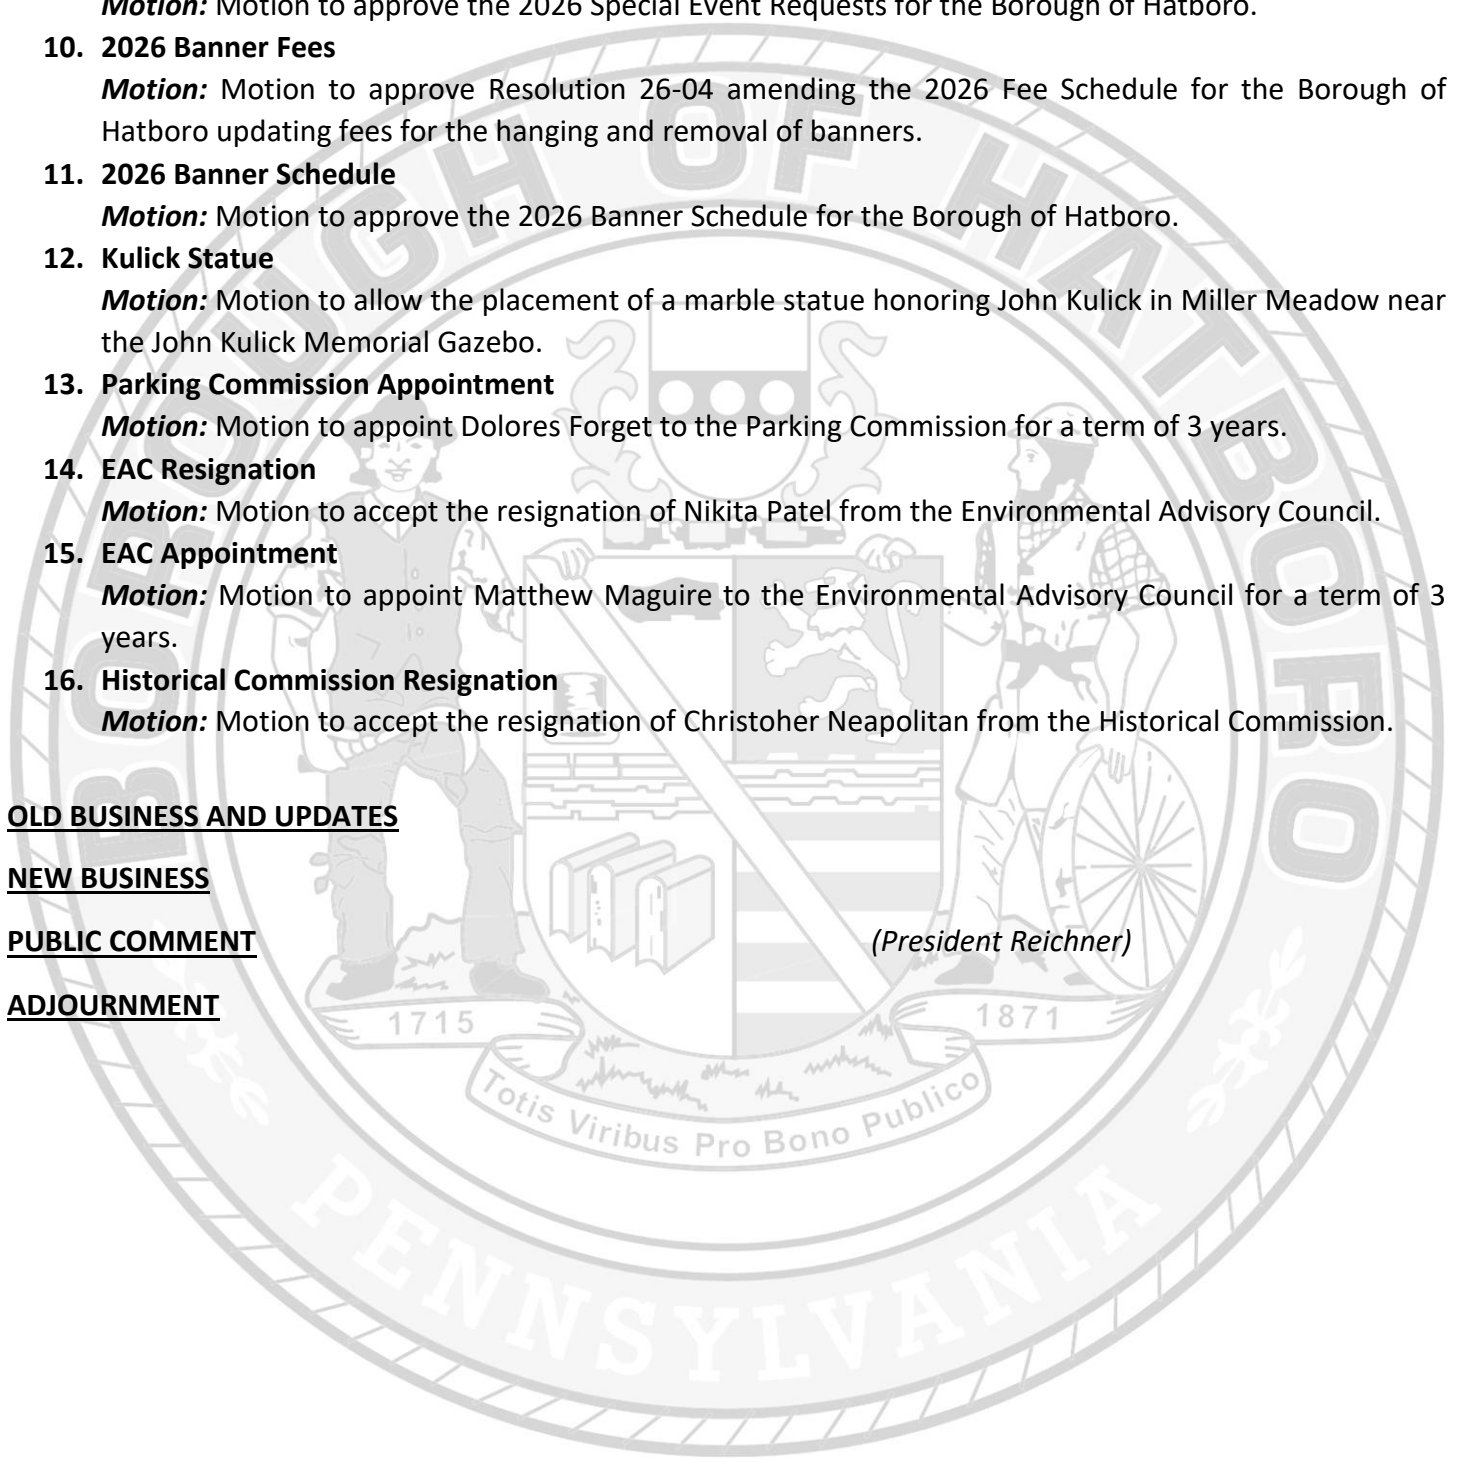 Motion: Motion to approve the 2026 Special Event Requests for the Borough of Hatboro.
10. 2026 Banner Fees
Motion: Motion to approve Resolution 26-04 amending the 2026 Fee Schedule for the Borough of
Hatboro updating fees for the hanging and removal of banners.
11. 2026 Banner Schedule
Motion: Motion to approve the 2026 Banner Schedule for the Borough of Hatboro.
12. Kulick Statue
Motion: Motion to allow the placement of a marble statue honoring John Kulick in Miller Meadow near
the John Kulick Memorial Gazebo.
13. Parking Commission Appointment
Motion: Motion to appoint Dolores Forget to the Parking Commission for a term of 3 years.
14. EAC Resignation
Motion: Motion to accept the resignation of Nikita Patel from the Environmental Advisory Council.
15. EAC Appointment
Motion: Motion to appoint Matthew Maguire to the Environmental Advisory Council for a term of 3
years.
16. Historical Commission Resignation
Motion: Motion to accept the resignation of Christoher Neapolitan from the Historical Commission.
OLD BUSINESS AND UPDATES
NEW BUSINESS
PUBLIC COMMENT (President Reichner)
ADJOURNMENT
BOROUGH OF HATBORO
1715
1871
Totis Viribus Pro Bono Publico
PENNSYLVANIA